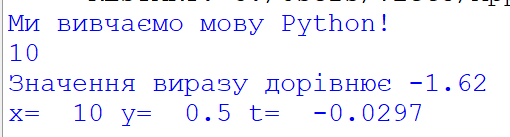 Ми вивчаємо мову Python!
10
Значення виразу дорівнює -1.62
x=  10 y=  0.5 t=  -0.0297